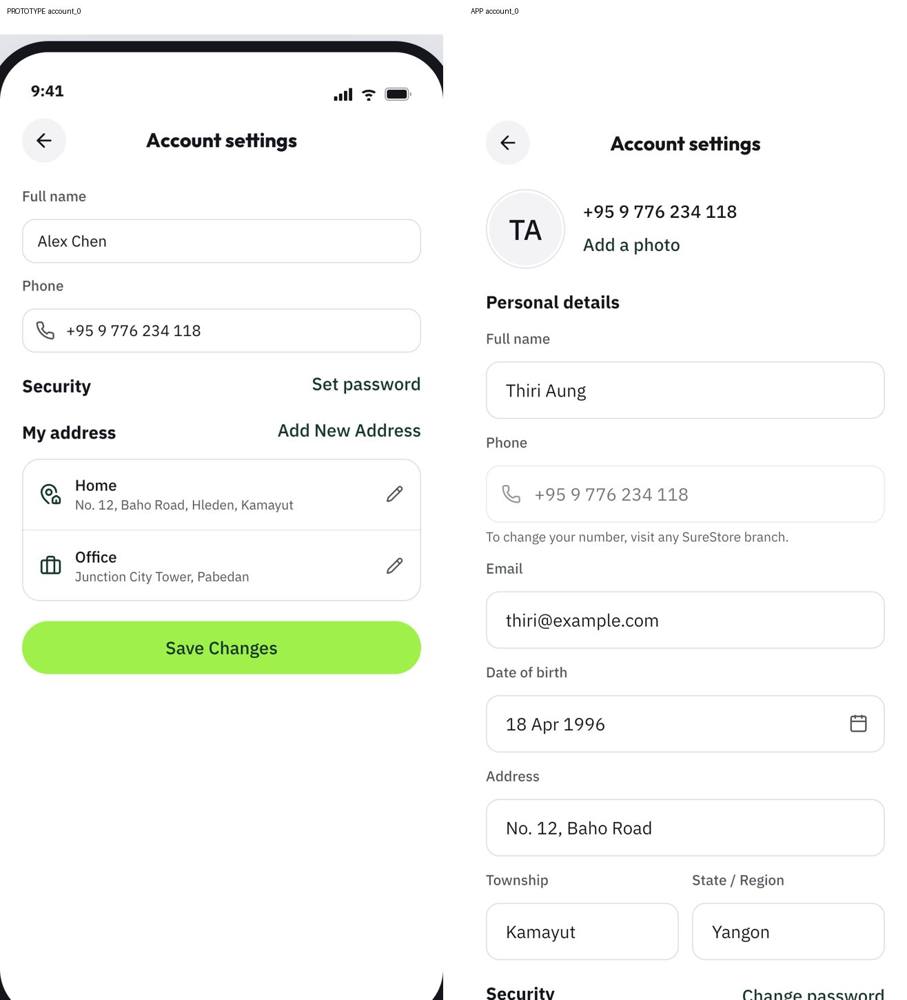 PROTOTYPE account_0
9:41
Account settings
Full name
Alex Chen
Phone
+95 9 776 234 118
Security
Set password
My address
Add New Address
Home
No. 12, Baho Road, Hleden, Kamayut
Office
Junction City Tower, Pabedan
Save Changes
APP account_0
Account settings
TA
+95 9 776 234 118
Add a photo
Personal details
Full name
Thiri Aung
Phone
+95 9 776 234 118
To change your number, visit any SureStore branch.
Email
thiri@example.com
Date of birth
18 Apr 1996
Address
No. 12, Baho Road
Township
State / Region
Kamayut
Yangon
Security
Change password